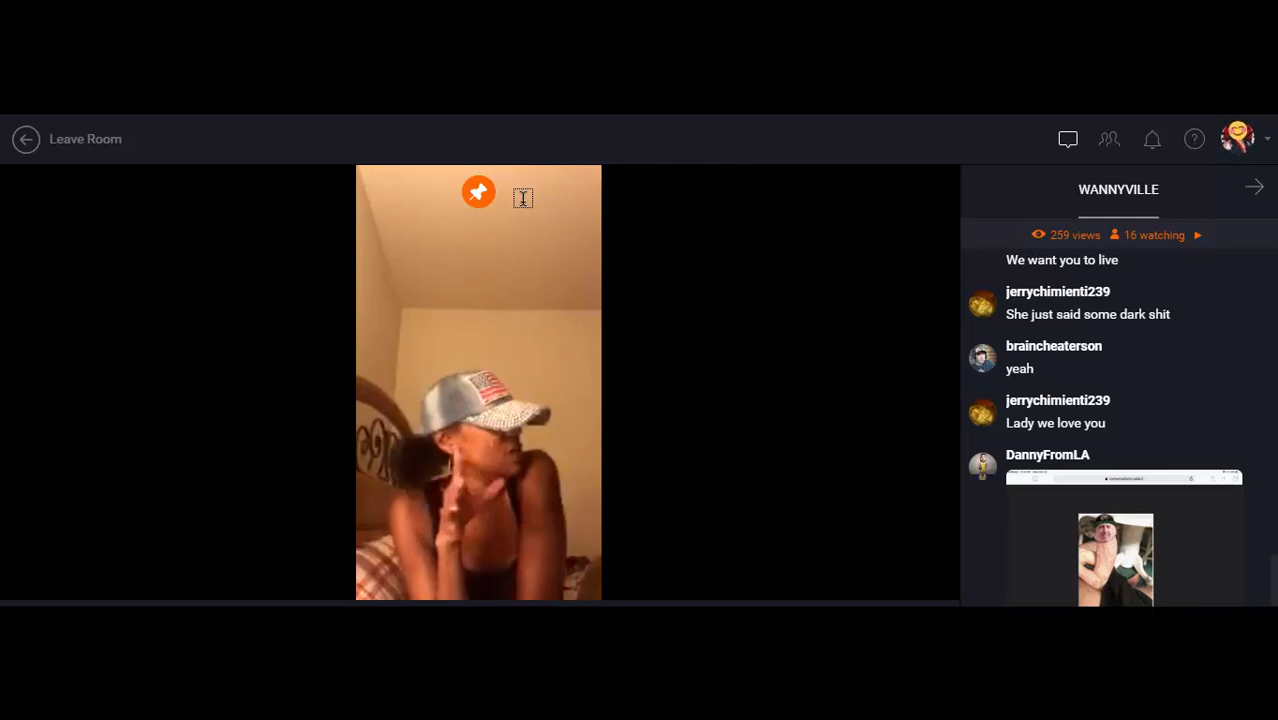 Leave Room
WANNYVILLE
259 views 16 watching
We want you to live
jerrychimienti239
She just said some dark shit
braincheaterson
yeah
jerrychimienti239
Lady we love you
DannyFromLA